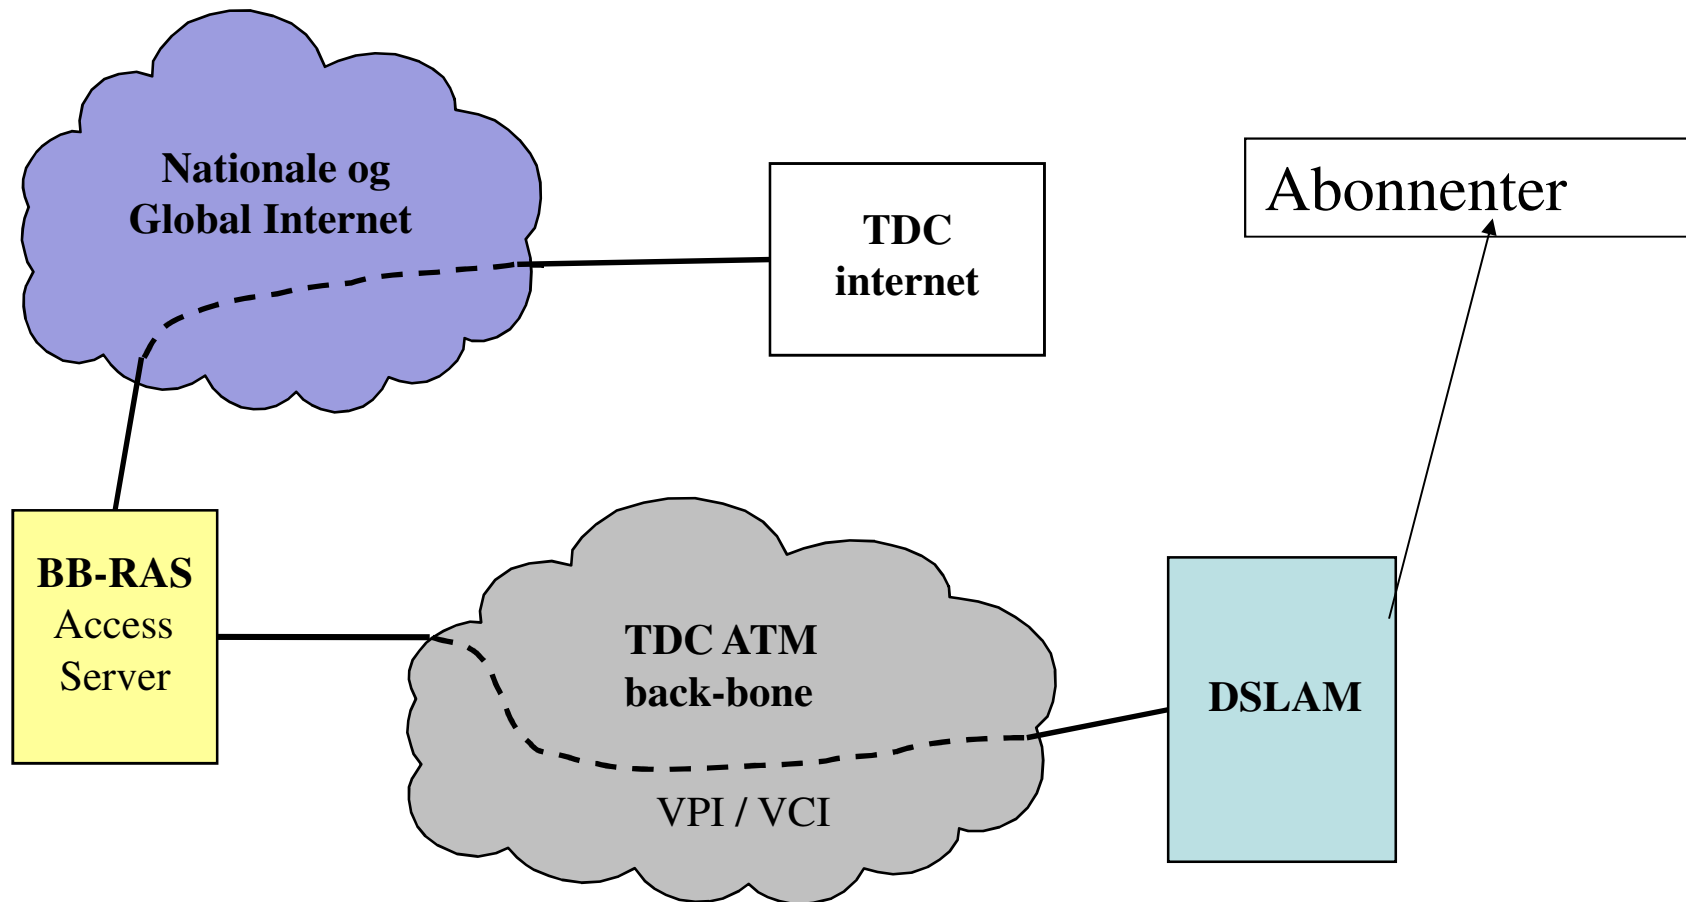 Nationale og
Global Internet
TDC
internet
Abonnenter
BB-RAS
Access
Server
TDC ATM
back-bone
VPI / VCI
DSLAM